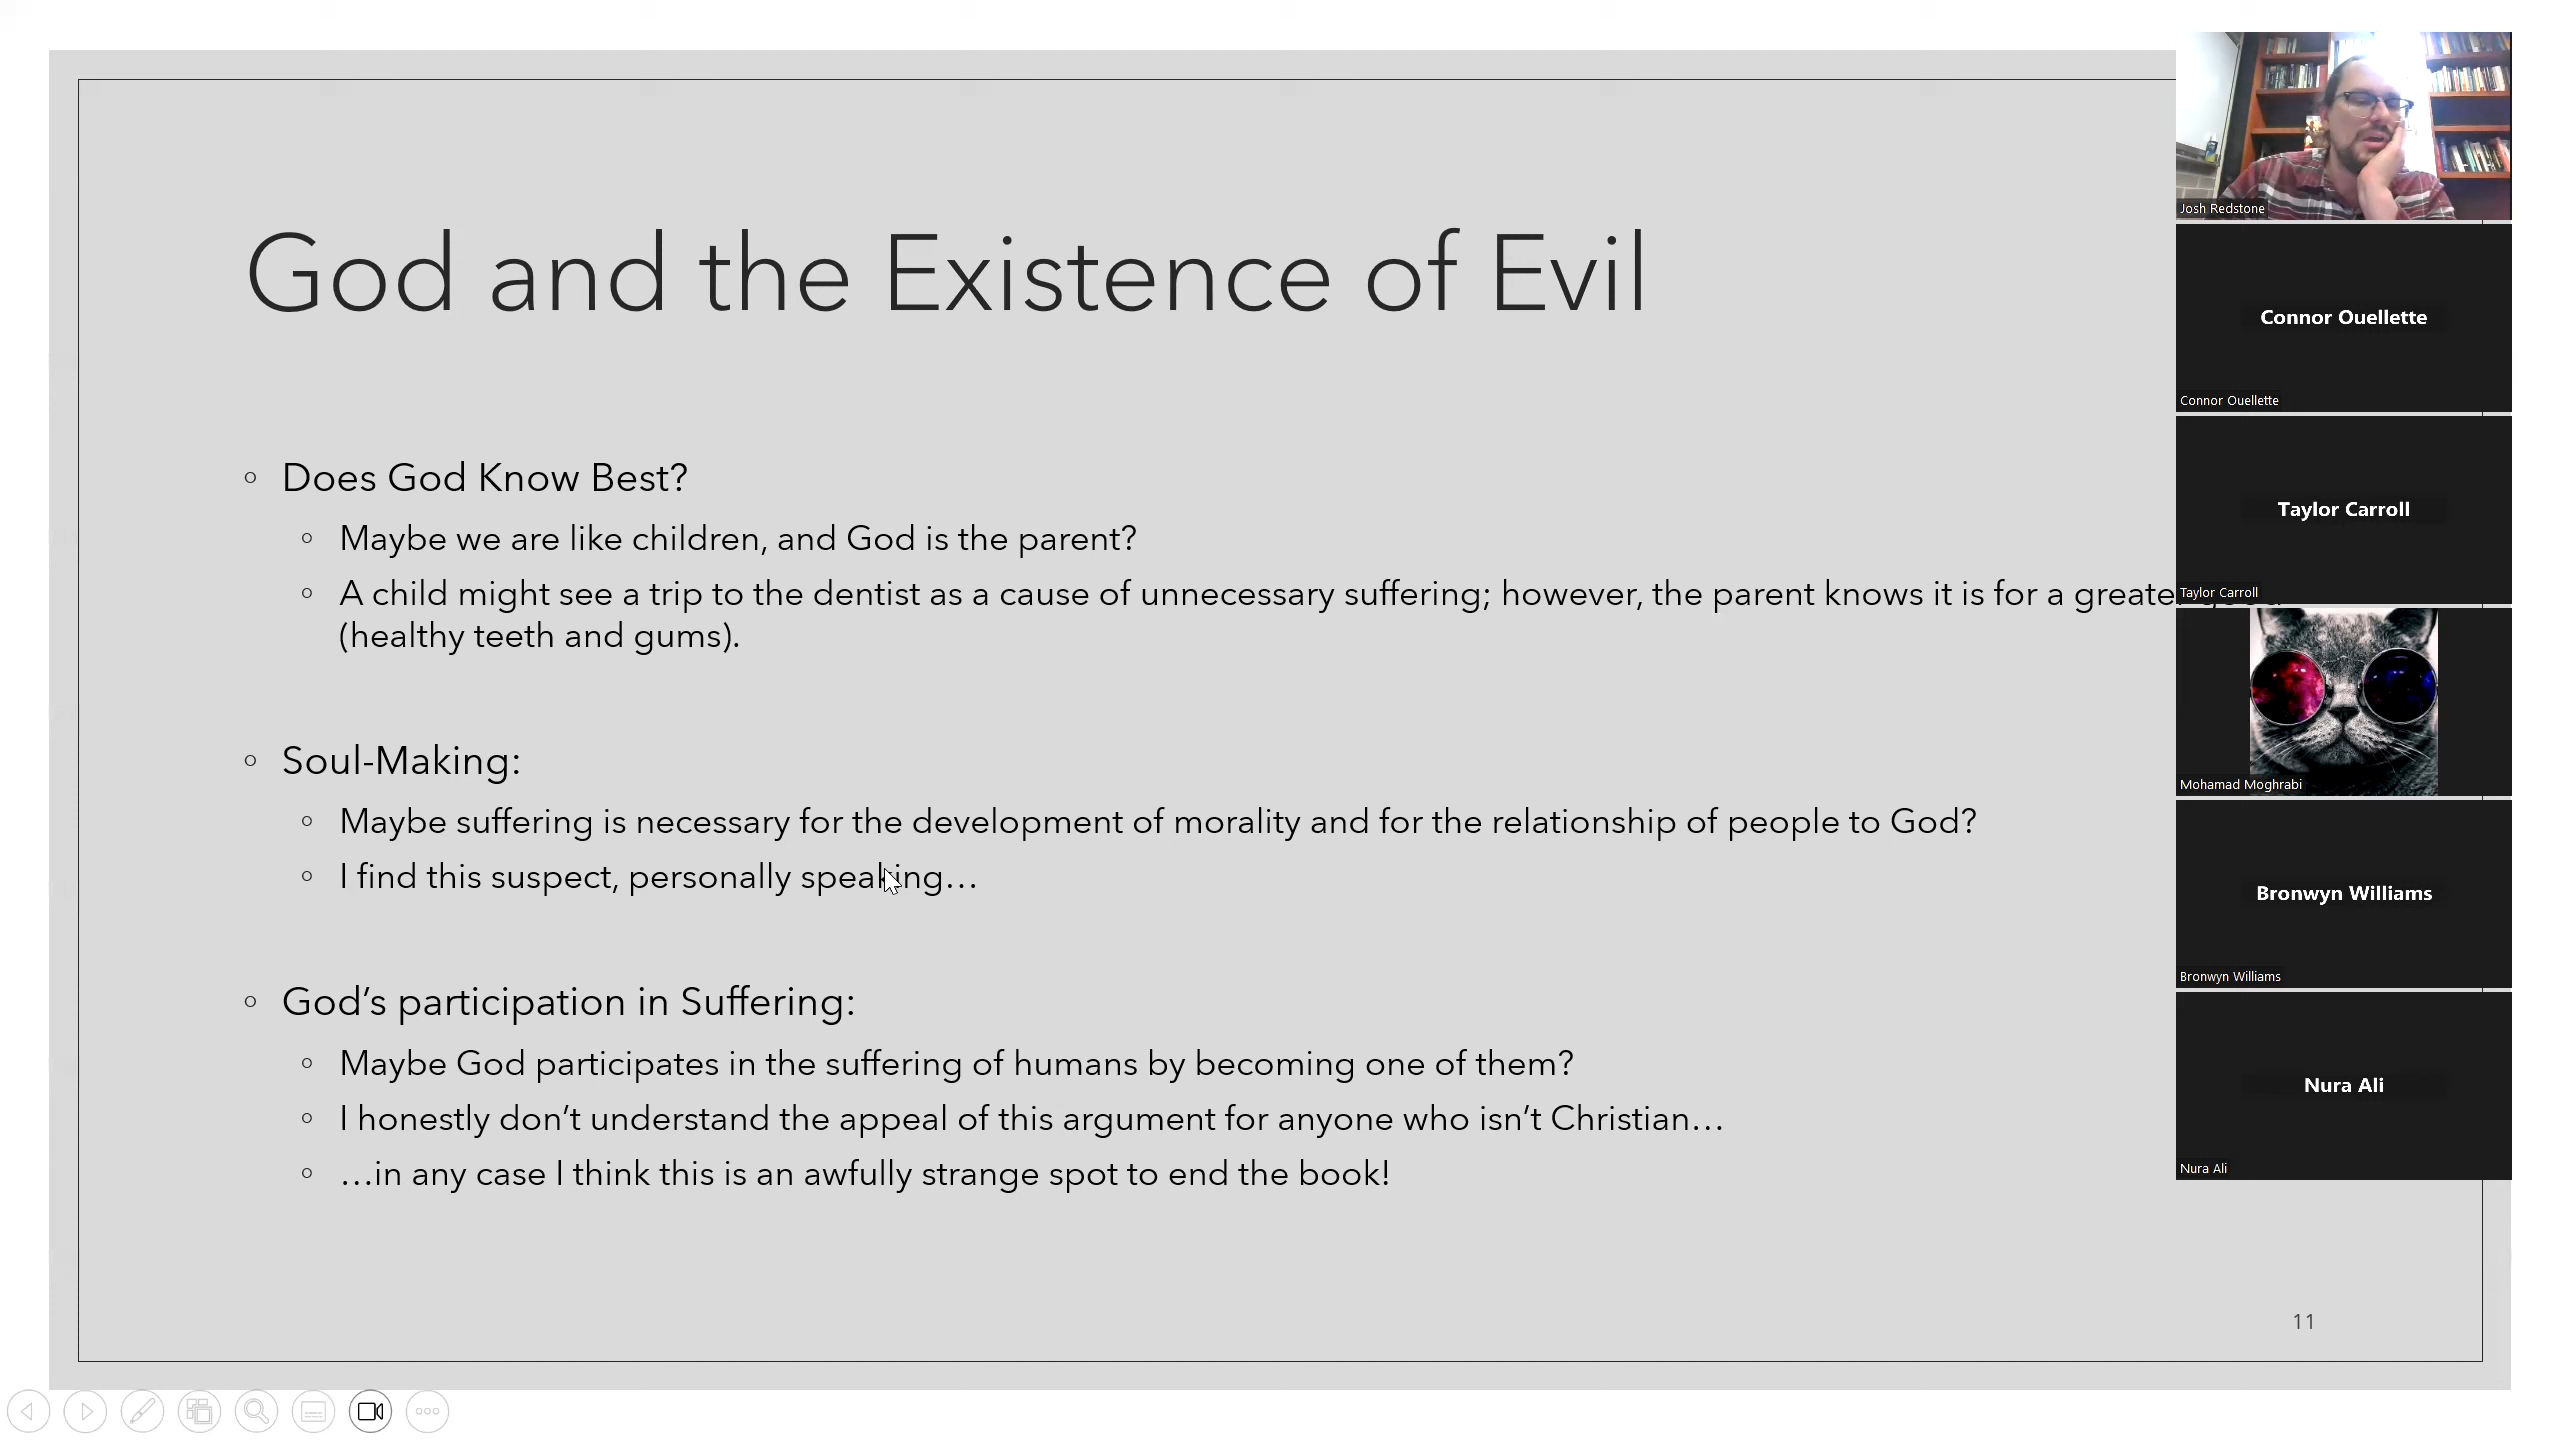 God and the Existence of Evil
Does God Know Best?
Maybe we are like children, and God is the parent?
A child might see a trip to the dentist as a cause of unnecessary suffering; however, the parent knows it is for a greater good
(healthy teeth and gums).
Soul-Making:
Maybe suffering is necessary for the development of morality and for the relationship of people to God?
I find this suspect, personally speaking…
God’s participation in Suffering:
Maybe God participates in the suffering of humans by becoming one of them?
I honestly don’t understand the appeal of this argument for anyone who isn’t Christian…
…in any case I think this is an awfully strange spot to end the book!
11
Josh Redstone
Connor Ouellette
Connor Ouellette
Taylor Carroll
Taylor Carroll
Mohamad Moghrabi
Bronwyn Williams
Bronwyn Williams
Nura Ali
Nura Ali